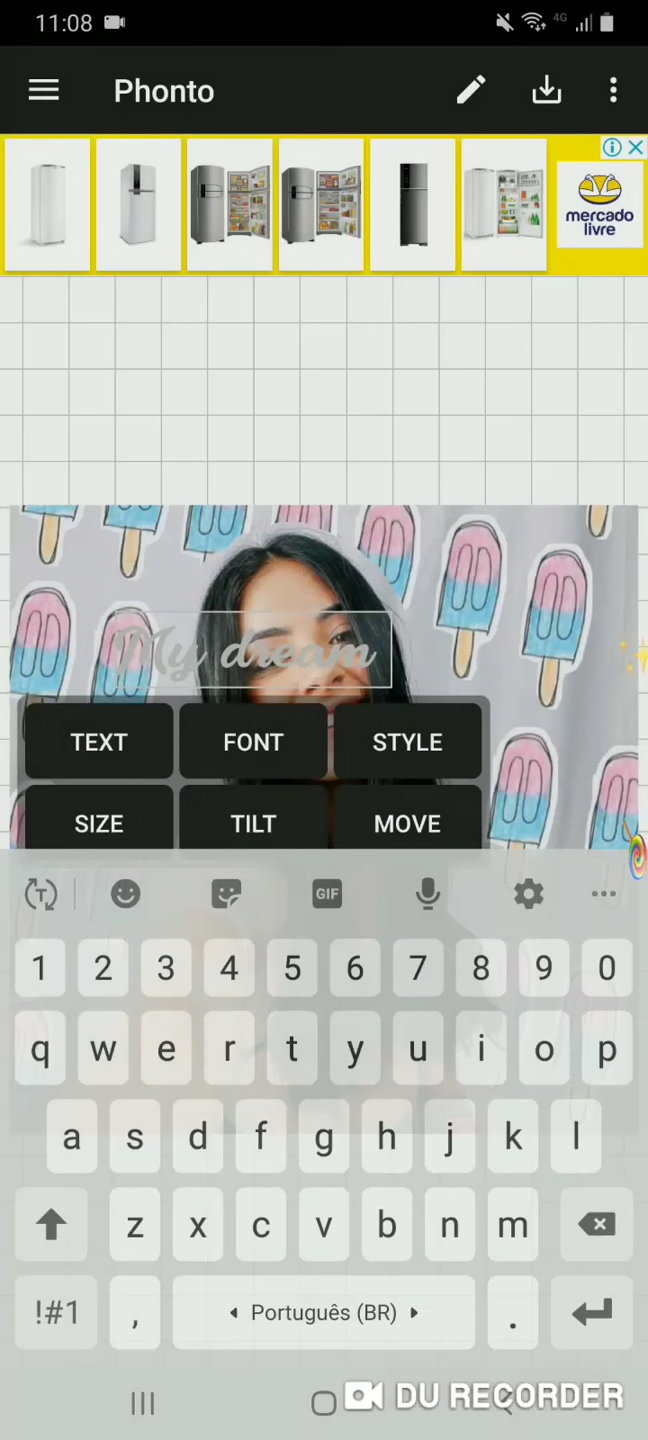 11:08
4G
Phonto
mercado
livre
My dream
TEXT FONT STYLE
SIZE TILT MOVE
T GIF
1 2 3 4 5 6 7 8 9 0
q w e r t y u i o p
a s d f g h j k l
z x c v b n m
!#1 , Português (BR) .
DU RECORDER